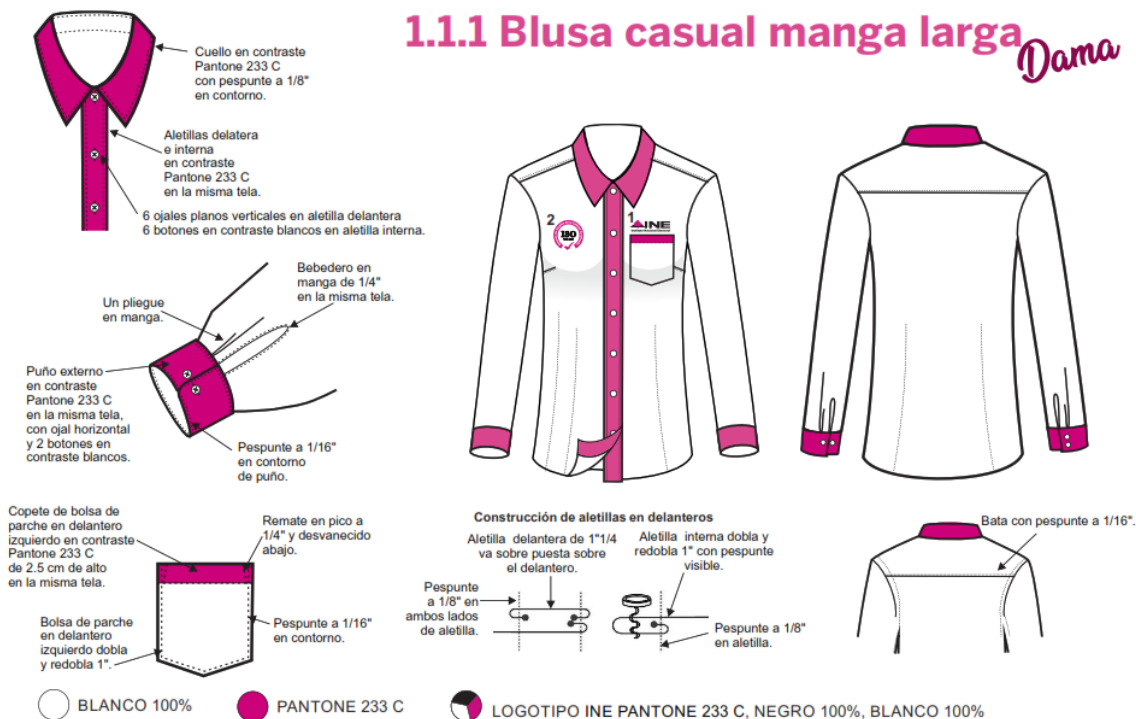 1.1.1 Blusa casual manga larga
Dama
Cuello en contraste
Pantone 233 C
con pespunte a 1/8"
en contorno.
Aletillas delatera
e interna
en contraste
Pantone 233 C
en la misma tela.
6 ojales planos verticales en aletilla delantera
6 botones en contraste blancos en aletilla interna.
2
ISO
1
INE
Bebedero en
manga de 1/4"
en la misma tela.
Un pliegue
en manga.
Puño externo
en contraste
Pantone 233 C
en la misma tela,
con ojal horizontal
y 2 botones en
contraste blancos.
Pespunte a 1/16"
en contorno
de puño.
Copete de bolsa de
parche en delantero
izquierdo en contraste
Pantone 233 C
de 2.5 cm de alto
en la misma tela.
Remate en pico a
1/4" y desvanecido
abajo.
Bolsa de parche
en delantero
izquierdo dobla
y redobla 1".
Pespunte a 1/16"
en contorno.
Construcción de aletillas en delanteros
Aletilla delantera de 1"1/4
va sobre puesta sobre
el delantero.
Aletilla interna dobla y
redobla 1" con pespunte
visible.
Pespunte
a 1/8" en
ambos lados
de aletilla.
Pespunte a 1/8"
en aletilla.
Bata con pespunte a 1/16".
BLANCO 100%
PANTONE 233 C
LOGOTIPO INE PANTONE 233 C, NEGRO 100%, BLANCO 100%